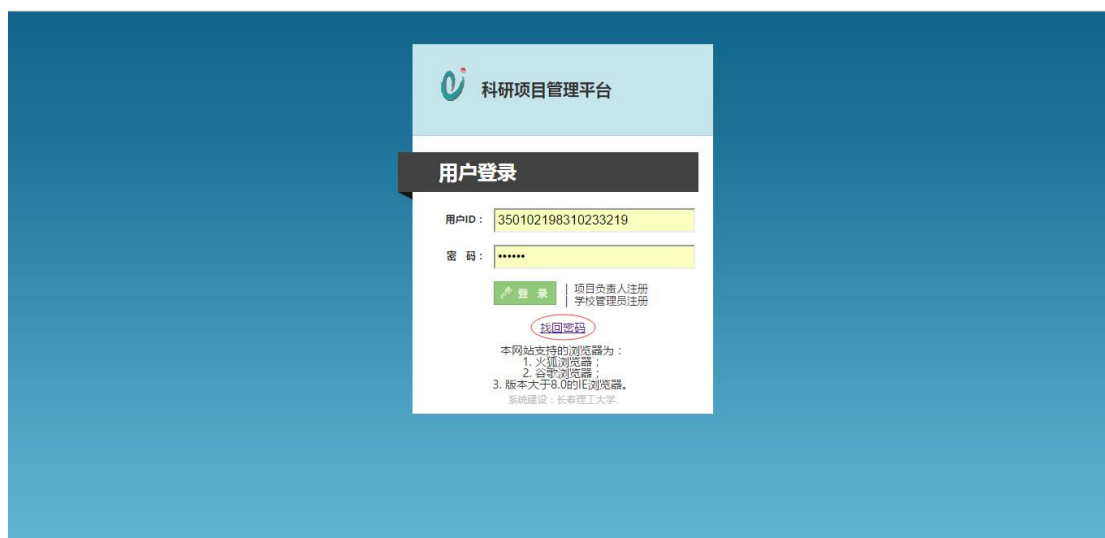 科研项目管理平台
用户登录
用户ID： 350102198310233219
密 码： ••••••
登 录 | 项目负责人注册
| 学校管理员注册
找回密码
本网站支持的浏览器为：
1. 火狐浏览器；
2. 谷歌浏览器；
3. 版本大于8.0的IE浏览器。
系统建设：长春理工大学.